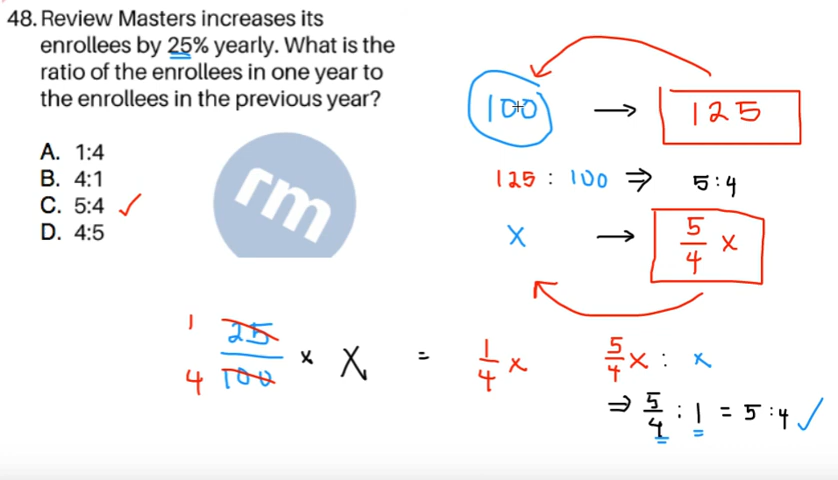 48. Review Masters increases its
enrollees by 25% yearly. What is the
ratio of the enrollees in one year to
the enrollees in the previous year?
A. 1:4
B. 4:1
C. 5:4 ✓
D. 4:5
rm
100 → 125
125 : 100 ⇒ 5:4
x → 5/4 x
1 25
4 100 × X = 1/4 x
5/4 x : x
⇒ 5/4 : 1 = 5:4 ✓